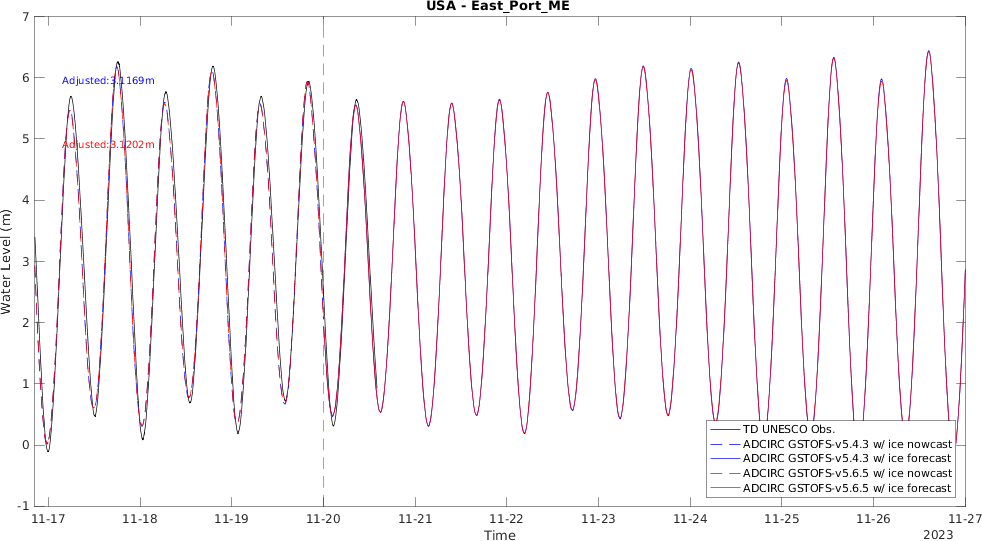 USA - East_Port_ME
7
6
5
4
3
2
1
0
-1
Water Level (m)
Adjusted:3.1169m
Adjusted:3.1202m
TD UNESCO Obs.
ADCIRC GSTOFS-v5.4.3 w/ ice nowcast
ADCIRC GSTOFS-v5.4.3 w/ ice forecast
ADCIRC GSTOFS-v5.6.5 w/ ice nowcast
ADCIRC GSTOFS-v5.6.5 w/ ice forecast
11-17 11-18 11-19 11-20 11-21 11-22 11-23 11-24 11-25 11-26 11-27
Time
2023